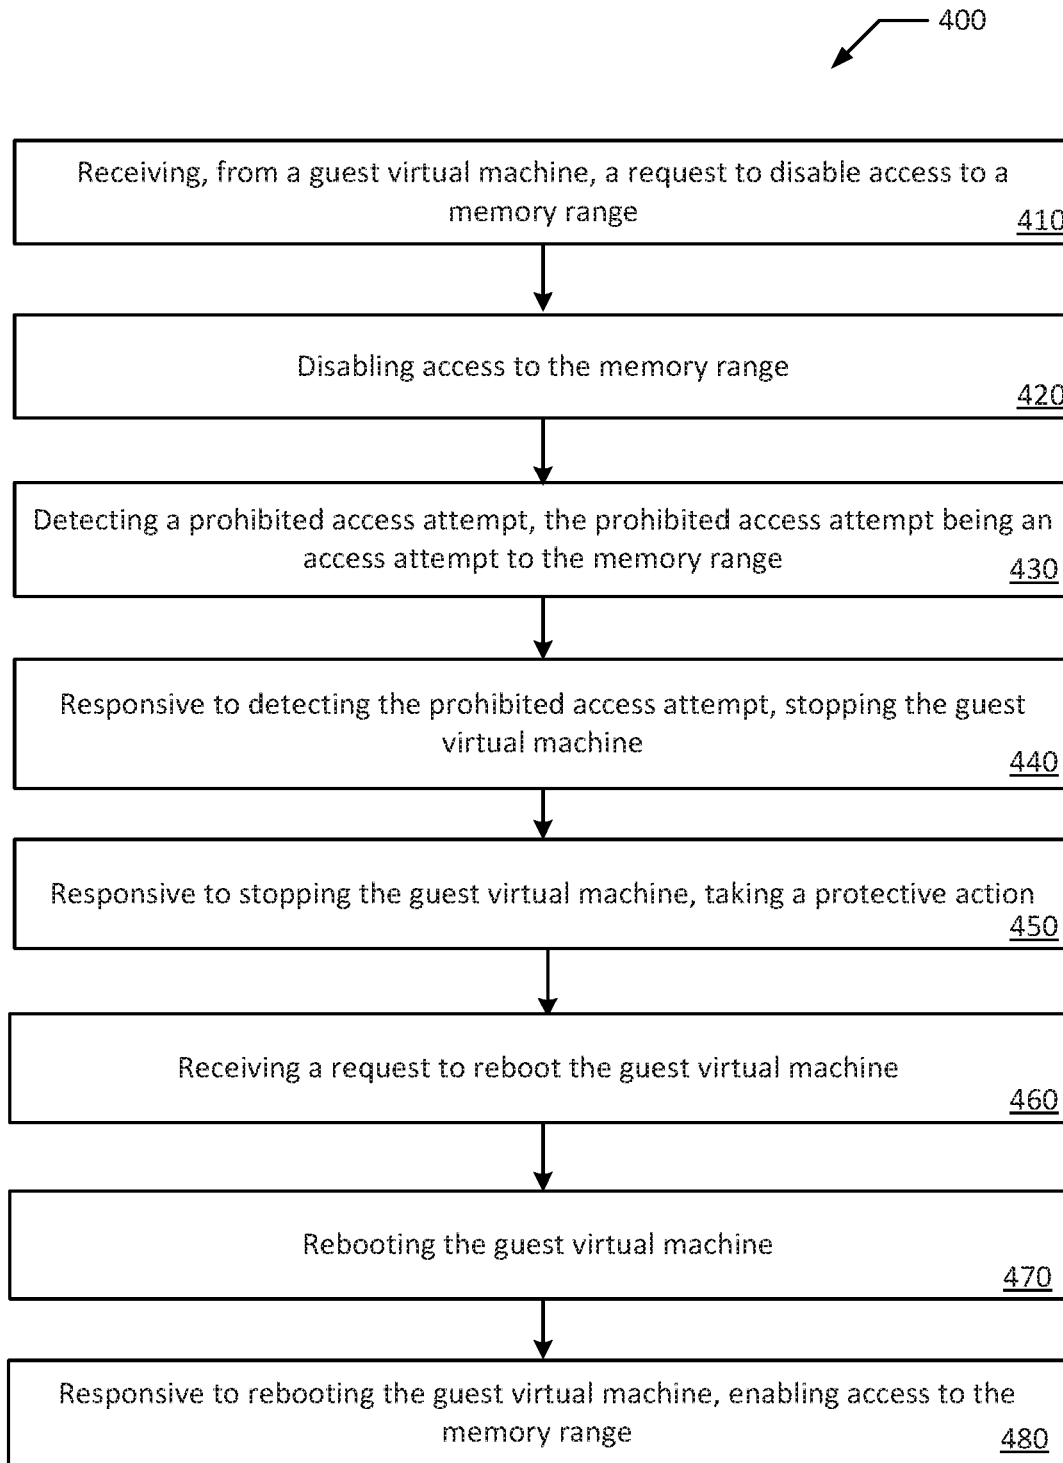 400
Receiving, from a guest virtual machine, a request to disable access to a
memory range
410
Disabling access to the memory range
420
Detecting a prohibited access attempt, the prohibited access attempt being an
access attempt to the memory range
430
Responsive to detecting the prohibited access attempt, stopping the guest
virtual machine
440
Responsive to stopping the guest virtual machine, taking a protective action
450
Receiving a request to reboot the guest virtual machine
460
Rebooting the guest virtual machine
470
Responsive to rebooting the guest virtual machine, enabling access to the
memory range
480